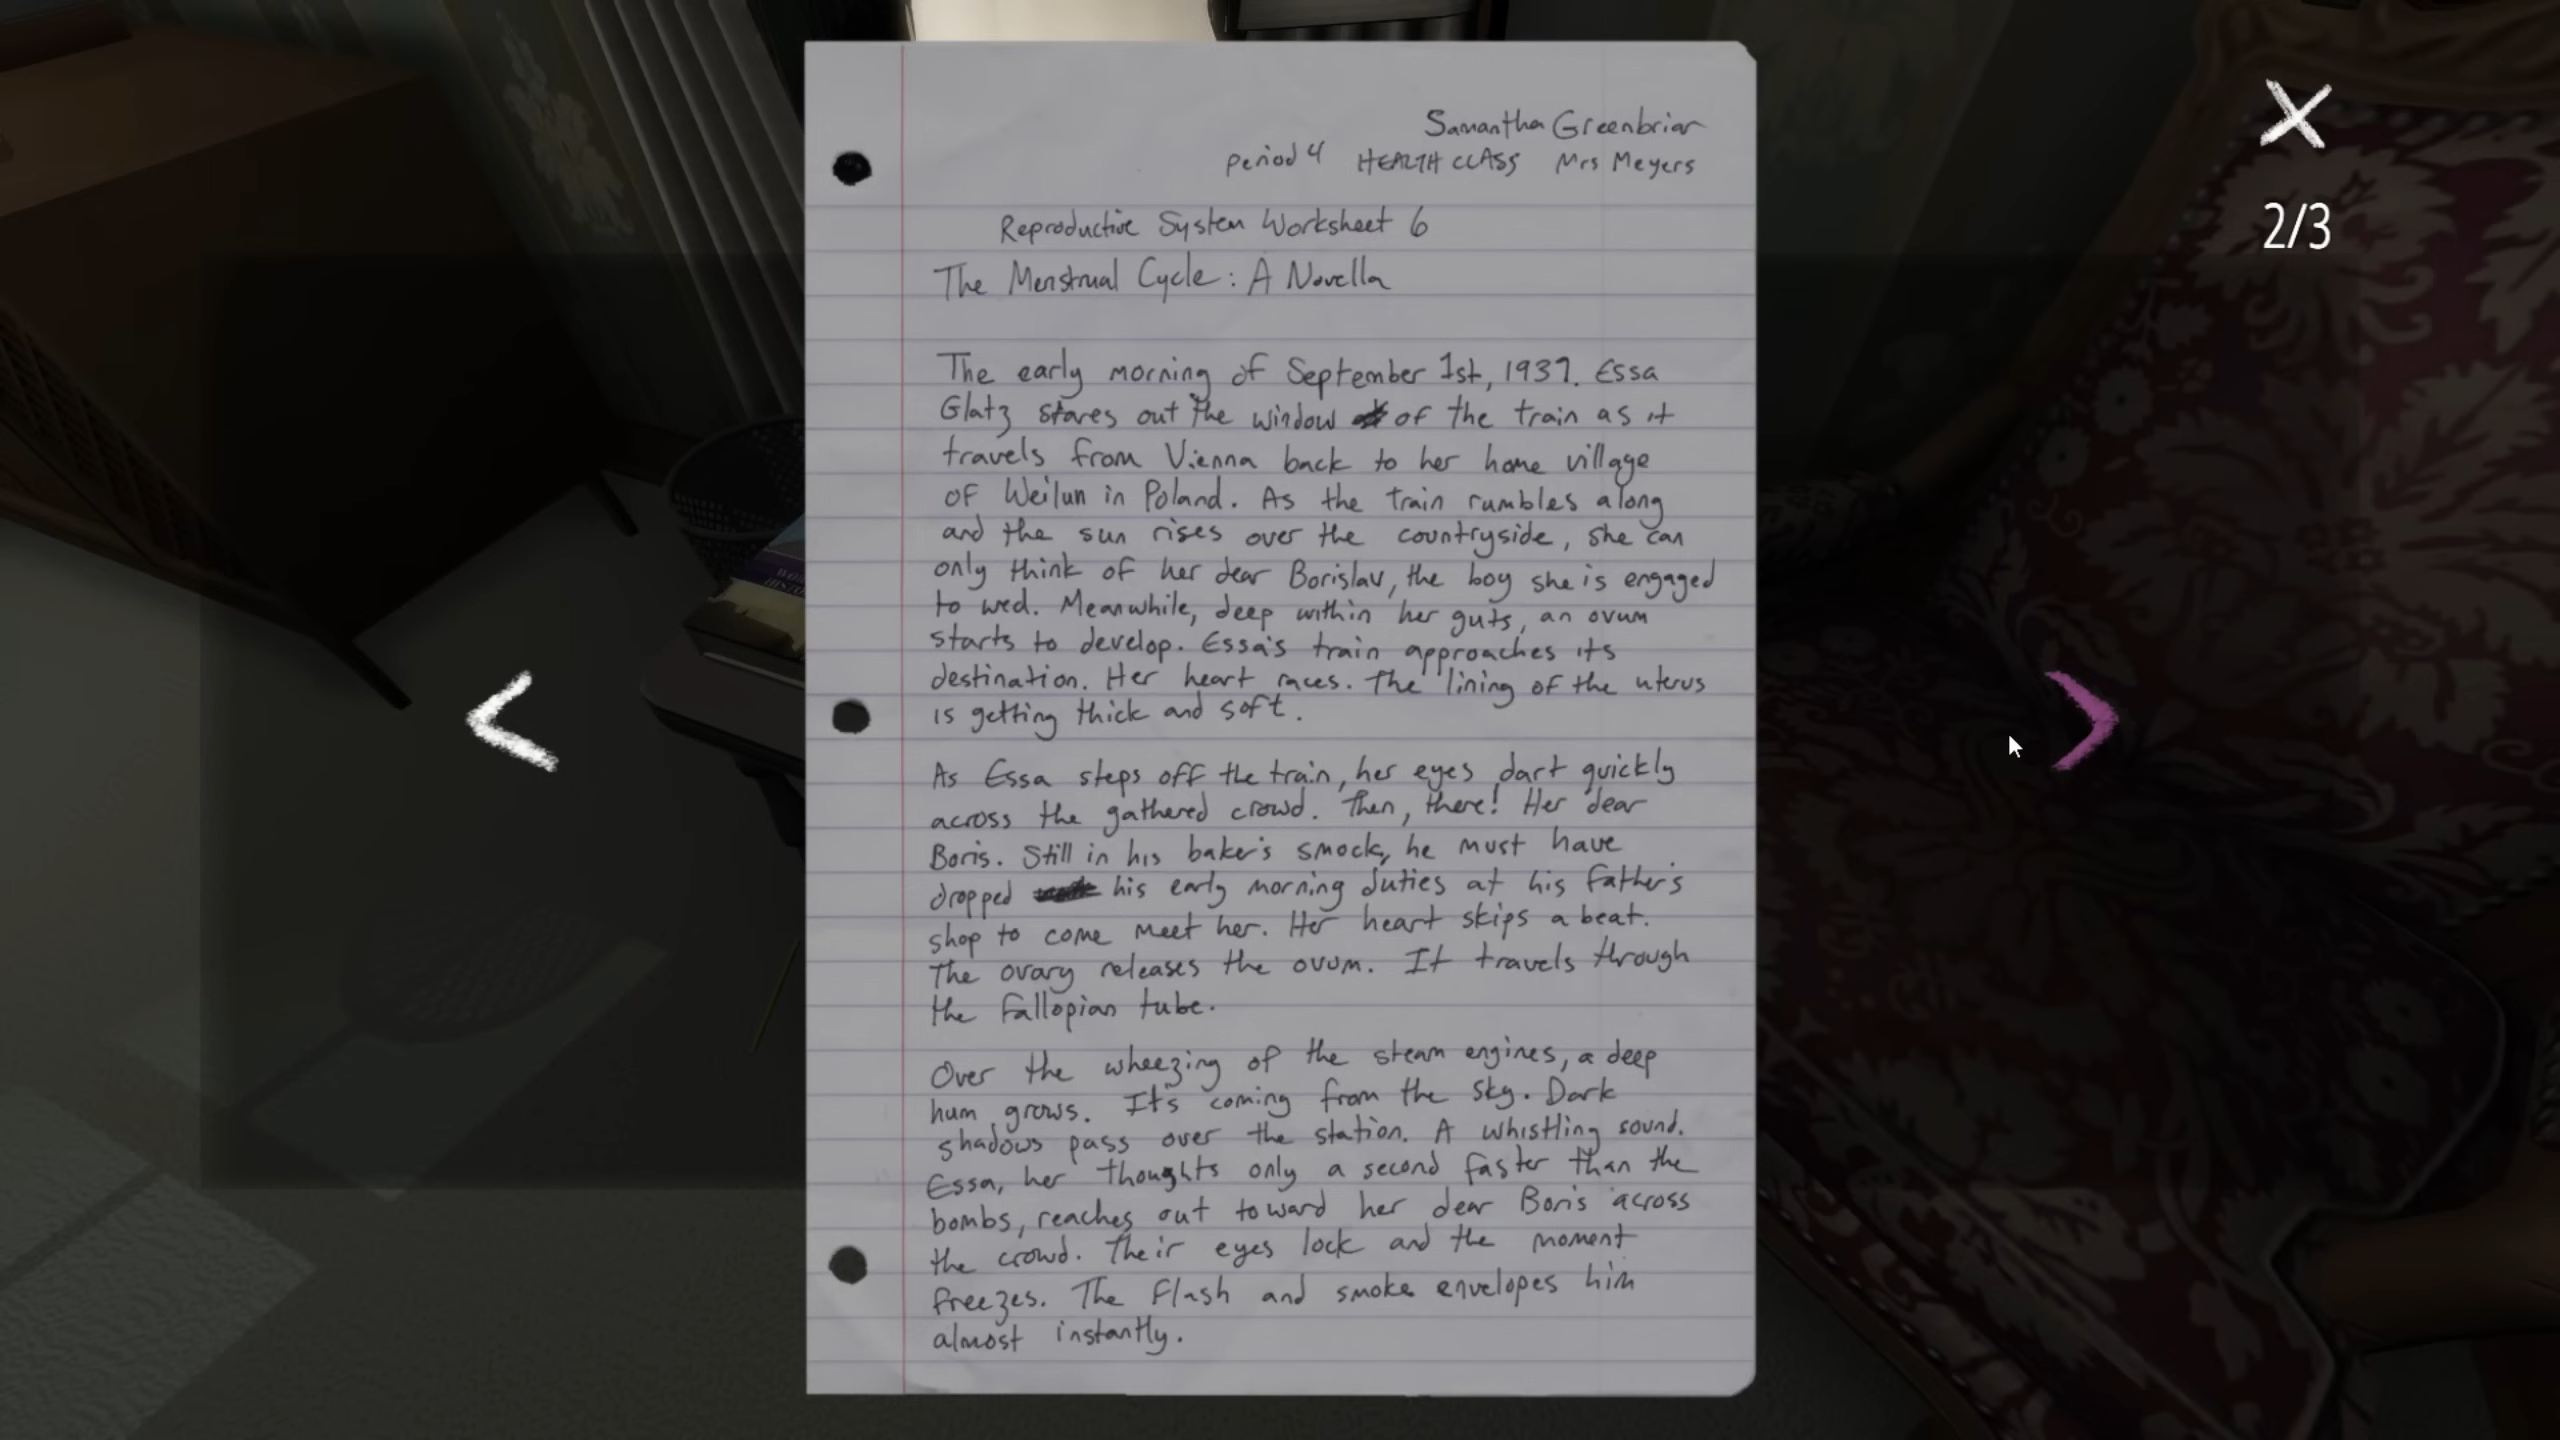 Samantha Greenbriar
period 4 HEALTH CLASS Mrs Meyers
2/3
Reproductive System Worksheet 6
The Menstrual Cycle: A Novella
The early morning of September 1st, 1937. Essa
Glatz stares out the window of the train as it
travels from Vienna back to her home village
of Weilun in Poland. As the train rumbles along
and the sun rises over the countryside, she can
only think of her dear Borislav, the boy she is engaged
to wed. Meanwhile, deep within her guts, an ovum
starts to develop. Essa's train approaches its
destination. Her heart races. The lining of the uterus
is getting thick and soft.
As Essa steps off the train, her eyes dart quickly
across the gathered crowd. Then, there! Her dear
Boris. Still in his baker's smock, he must have
dropped his early morning duties at his father's
shop to come meet her. Her heart skips a beat.
The ovary releases the ovum. It travels through
the fallopian tube.
Over the wheezing of the steam engines, a deep
hum grows. It's coming from the sky. Dark
shadows pass over the station. A whistling sound.
Essa, her thoughts only a second faster than the
bombs, reaches out toward her dear Boris across
the crowd. Their eyes lock and the moment
freezes. The flash and smoke envelopes him
almost instantly.